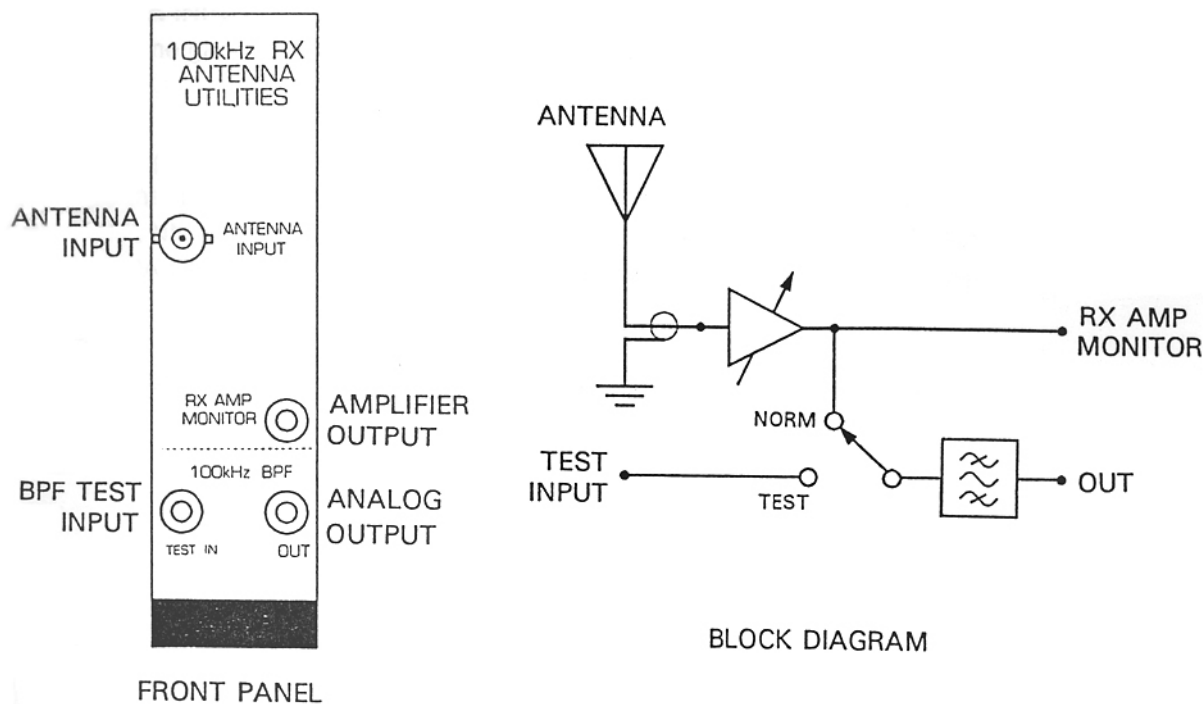 100kHz RX
ANTENNA
UTILITIES
ANTENNA
INPUT
ANTENNA
INPUT
RX AMP
MONITOR
AMPLIFIER
OUTPUT
100kHz BPF
BPF TEST
INPUT
ANALOG
OUTPUT
TEST IN
OUT
FRONT PANEL
ANTENNA
RX AMP
MONITOR
NORM
TEST
INPUT
TEST
OUT
BLOCK DIAGRAM